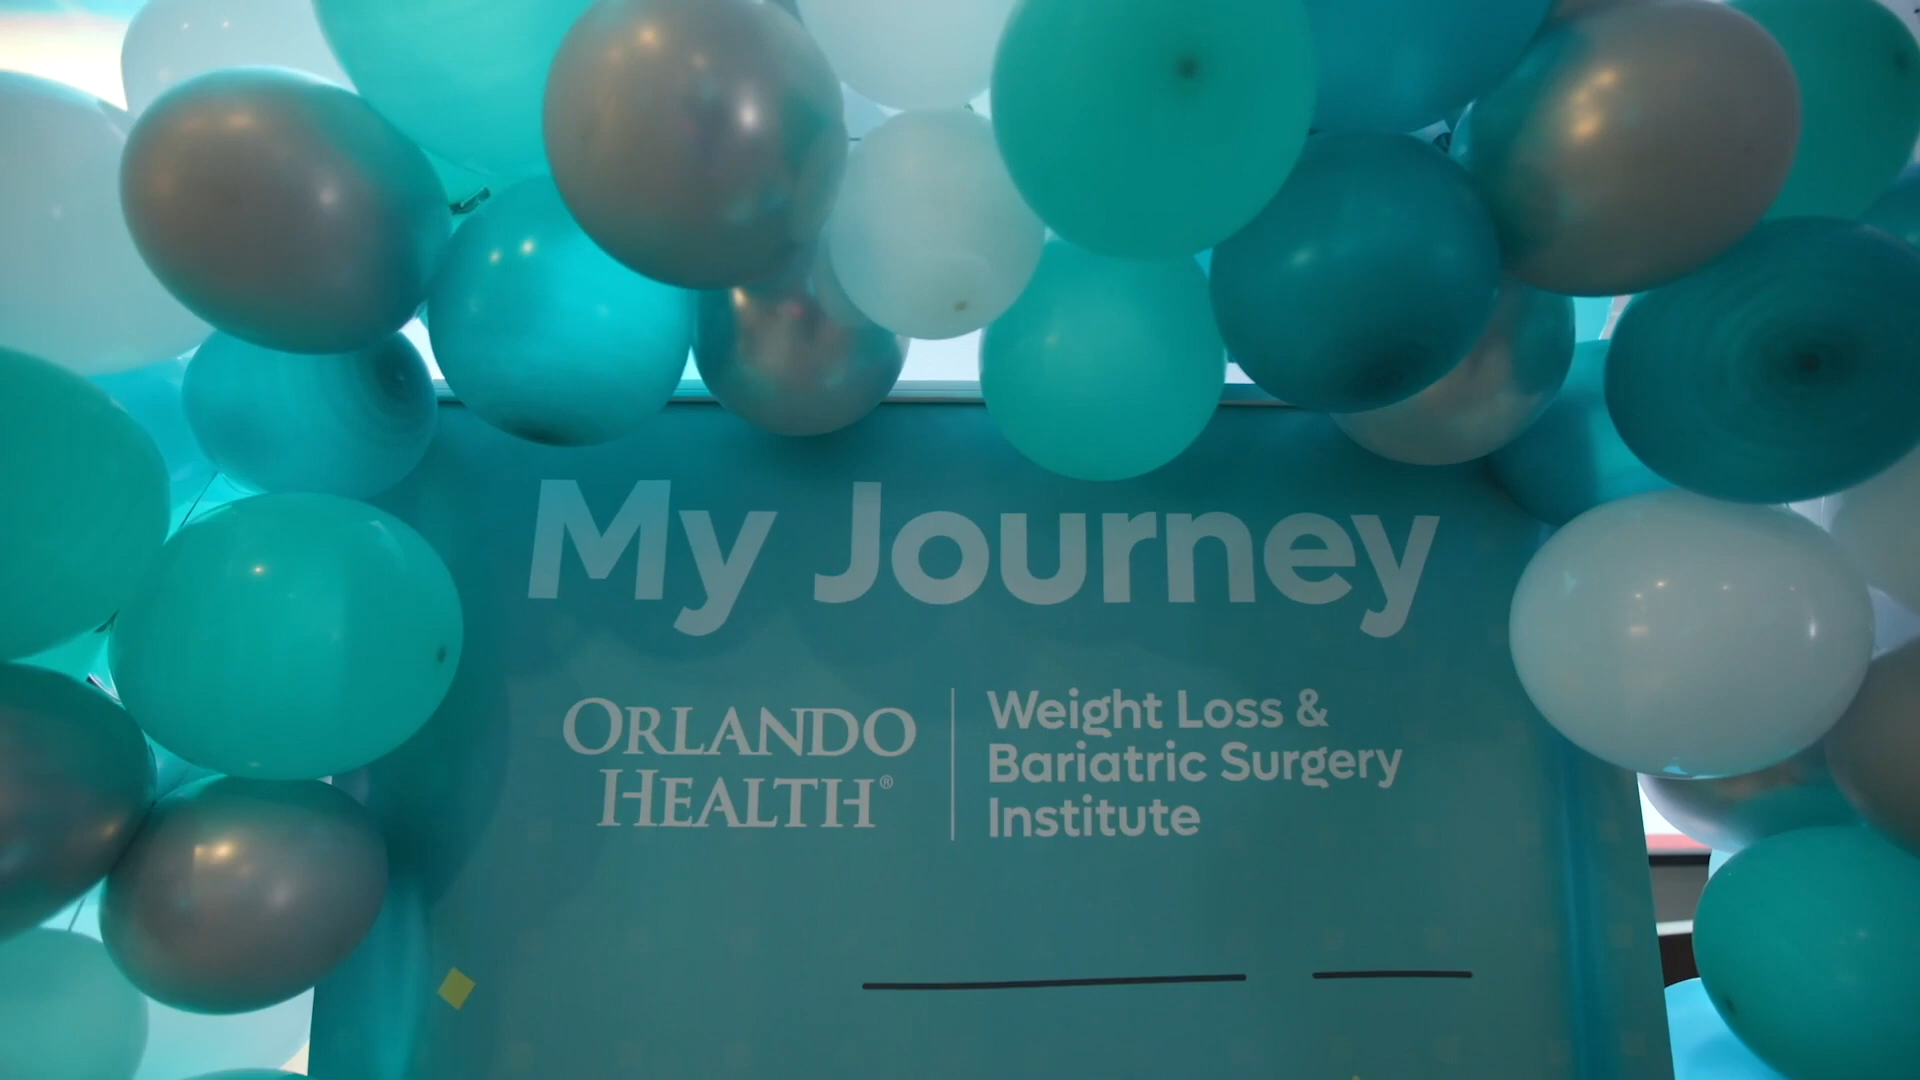 My Journey
ORLANDO
HEALTH®
Weight Loss &
Bariatric Surgery
Institute